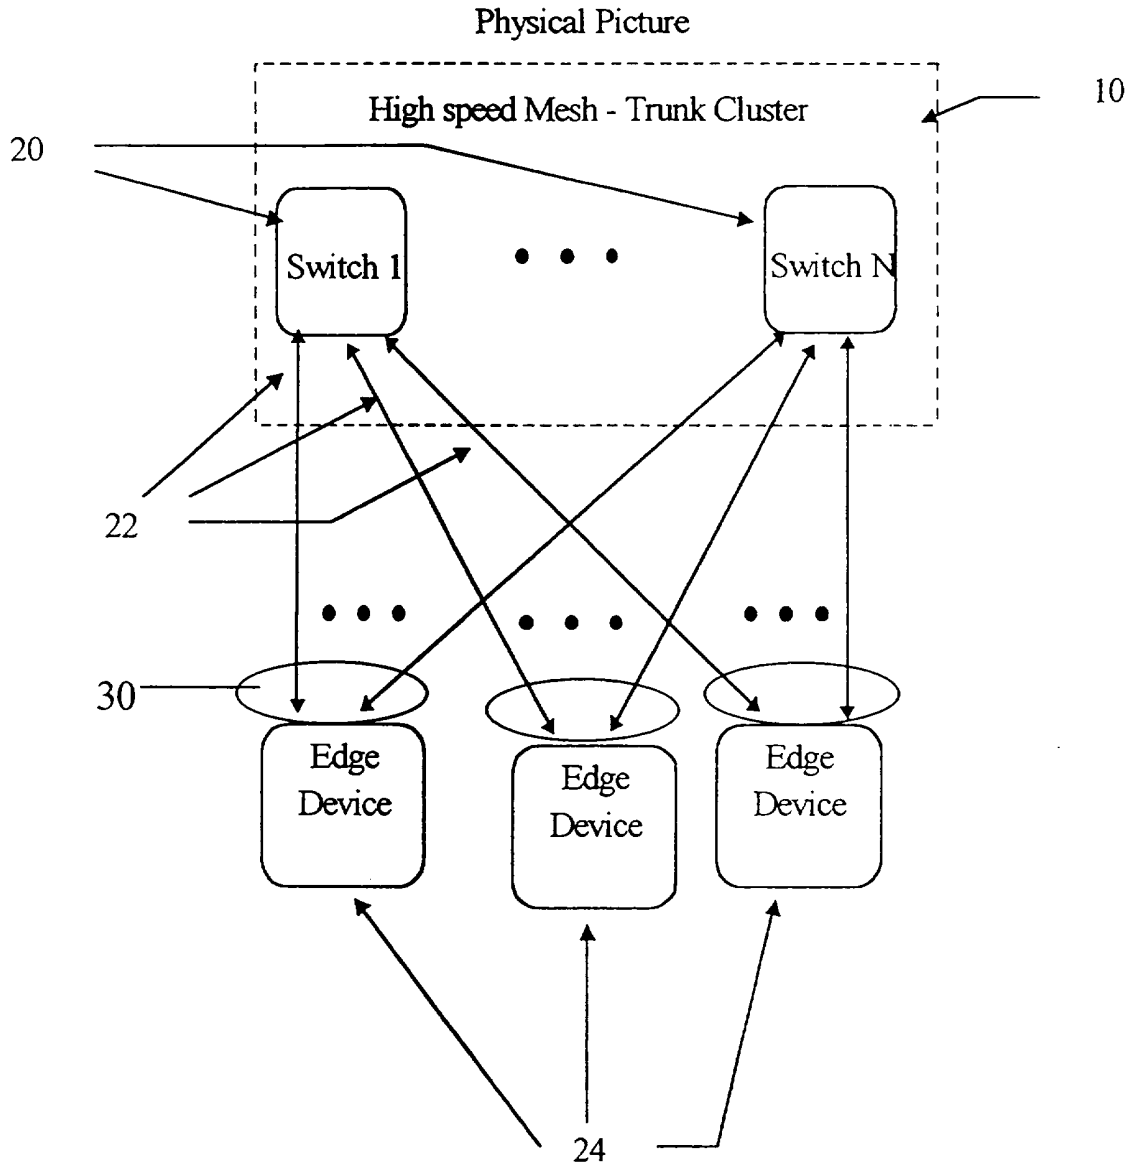 Physical Picture
High speed Mesh - Trunk Cluster
10
20
Switch 1
Switch N
22
30
Edge
Device
Edge
Device
Edge
Device
24